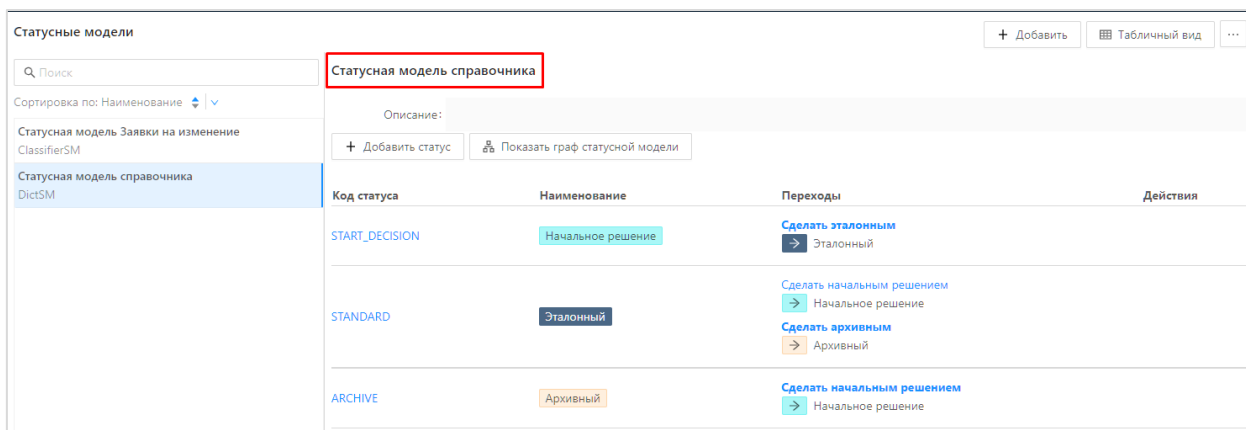 Статусные модели
+ Добавить
Табличный вид
...
Поиск
Сортировка по: Наименование
Статусная модель Заявки на изменение
ClassifierSM
Статусная модель справочника
DictSM
Статусная модель справочника
Описание:
+ Добавить статус
Показать граф статусной модели
Код статуса Наименование Переходы Действия
START_DECISION Начальное решение Сделать эталонным
→ Эталонный
STANDARD Эталонный Сделать начальным решением
→ Начальное решение
Сделать архивным
→ Архивный
ARCHIVE Архивный Сделать начальным решением
→ Начальное решение